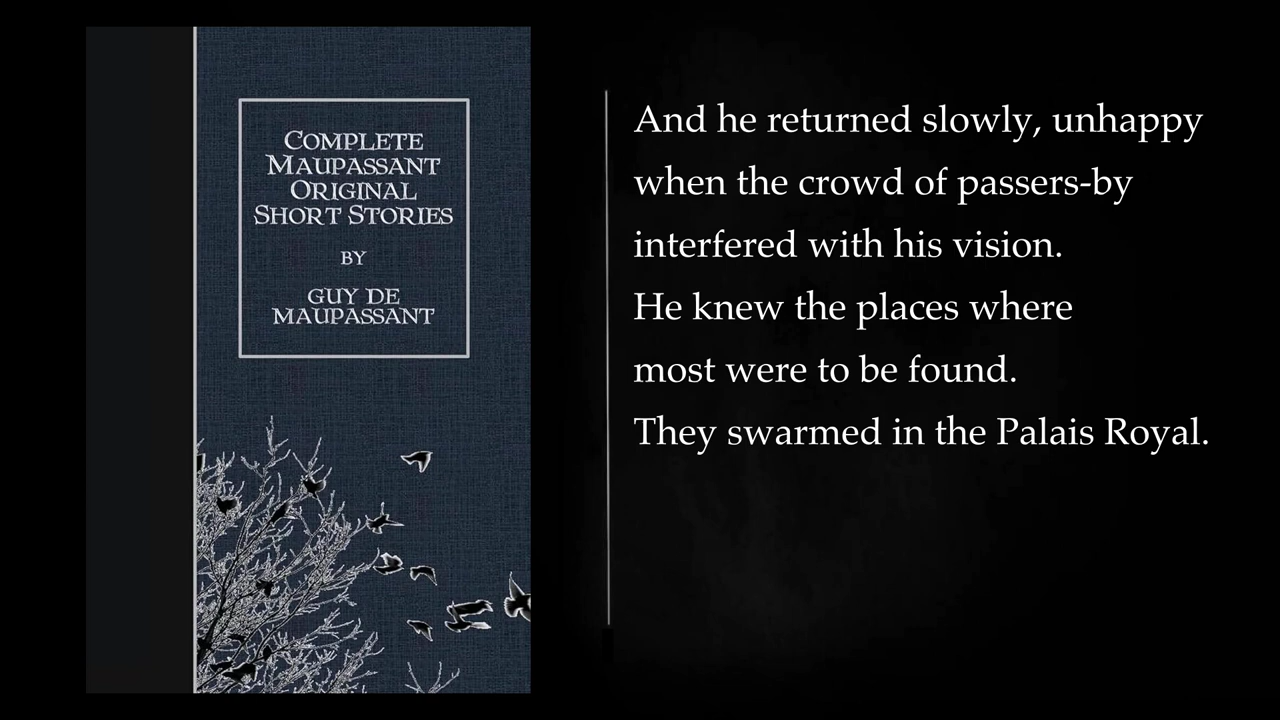 COMPLETE
MAUPASSANT
ORIGINAL
SHORT STORIES
BY
GUY DE
MAUPASSANT
And he returned slowly, unhappy
when the crowd of passers-by
interfered with his vision.
He knew the places where
most were to be found.
They swarmed in the Palais Royal.